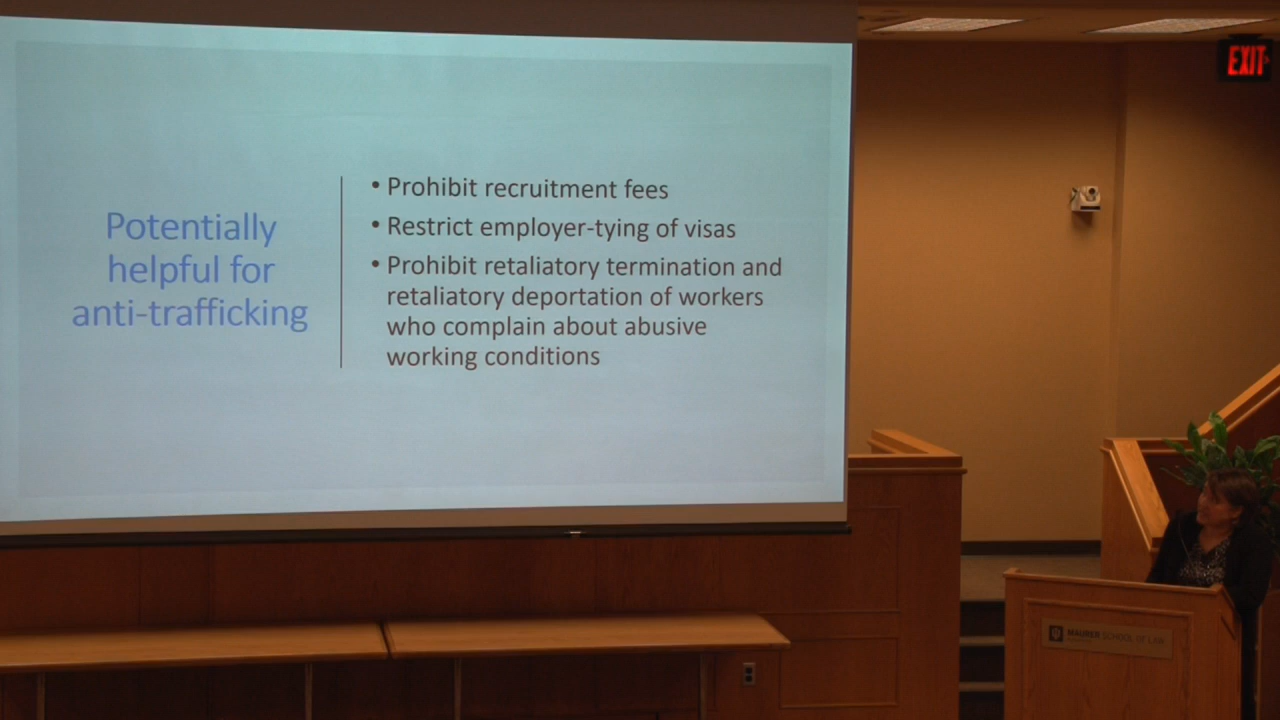 Potentially
helpful for
anti-trafficking
• Prohibit recruitment fees
• Restrict employer-tying of visas
• Prohibit retaliatory termination and
retaliatory deportation of workers
who complain about abusive
working conditions
EXIT
MAURER SCHOOL OF LAW